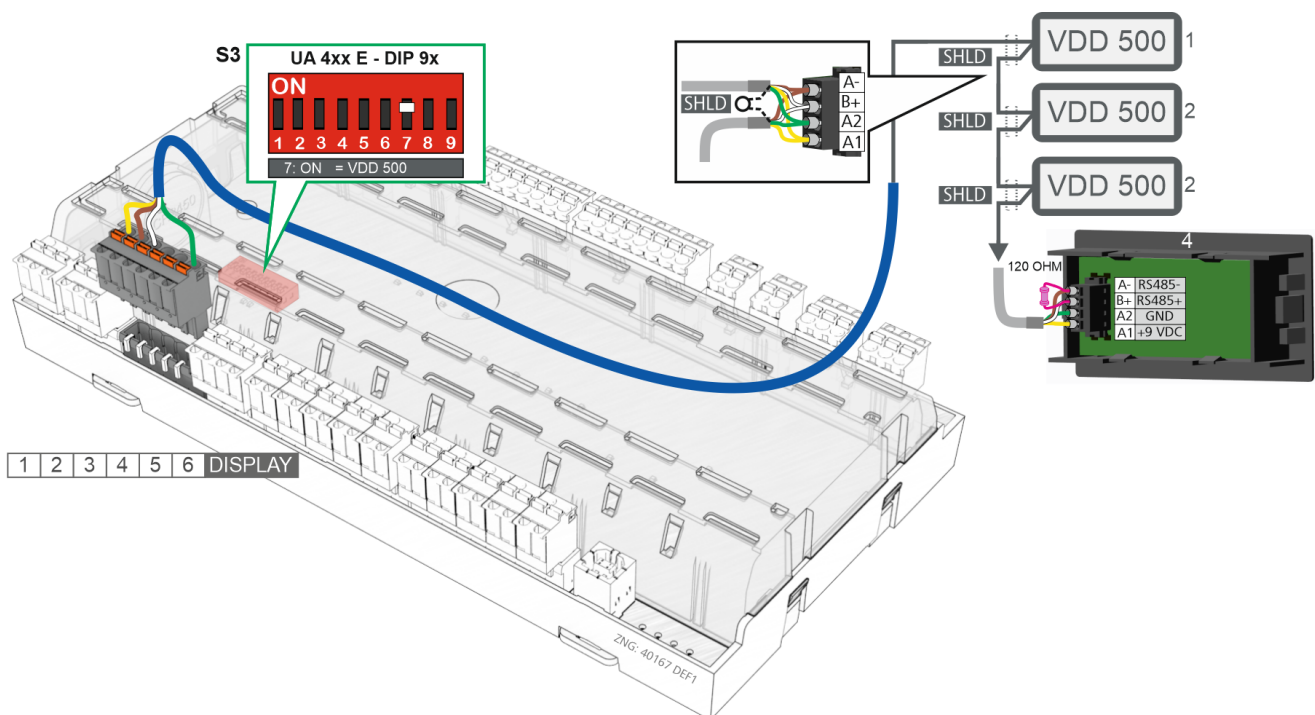 S3
UA 4xx E - DIP 9x
ON
1 2 3 4 5 6 7 8 9
7: ON = VDD 500
SHLD
A-
B+
A2
A1
VDD 500 1
SHLD
VDD 500 2
SHLD
VDD 500 2
SHLD
4
120 OHM
A- RS485-
B+ RS485+
A2 GND
A1 +9 VDC
450
1 2 3 4 5 6 DISPLAY
ZNG: 40167 DEF1